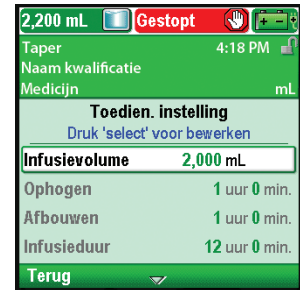 2,200 mL Gestopt
Taper 4:18 PM
Naam kwalificatie
Medicijn mL
Toedien. instelling
Druk 'select' voor bewerken
Infusievolume 2,000 mL
Ophogen 1 uur 0 min.
Afbouwen 1 uur 0 min.
Infusieduur 12 uur 0 min.
Terug